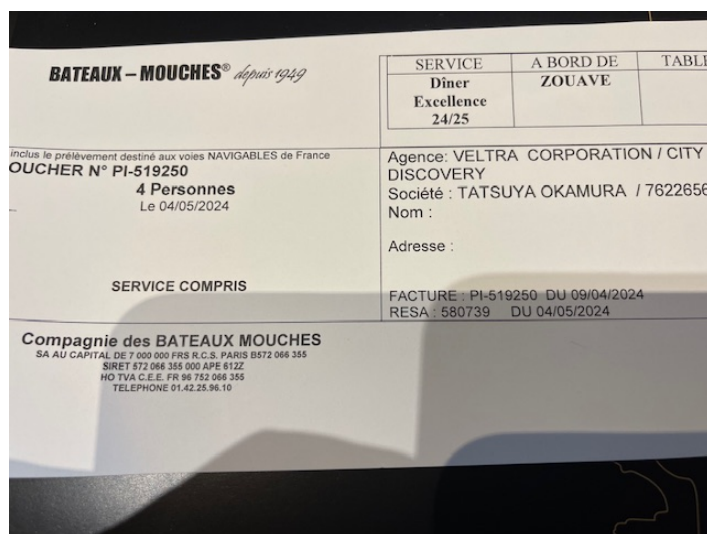 BATEAUX – MOUCHES® depuis 1949
SERVICE A BORD DE TABLE
Dîner ZOUAVE
Excellence
24/25
inclus le prélèvement destiné aux voies NAVIGABLES de France
OUCHER N° PI-519250
4 Personnes
Le 04/05/2024
SERVICE COMPRIS
Agence: VELTRA CORPORATION / CITY
DISCOVERY
Société : TATSUYA OKAMURA / 7622656
Nom :
Adresse :
FACTURE : PI-519250 DU 09/04/2024
RESA : 580739 DU 04/05/2024
Compagnie des BATEAUX MOUCHES
SA AU CAPITAL DE 7 000 000 FRS R.C.S. PARIS B572 066 355
SIRET 572 066 355 000 APE 612Z
HO TVA C.E.E. FR 96 752 066 355
TELEPHONE 01.42.25.96.10